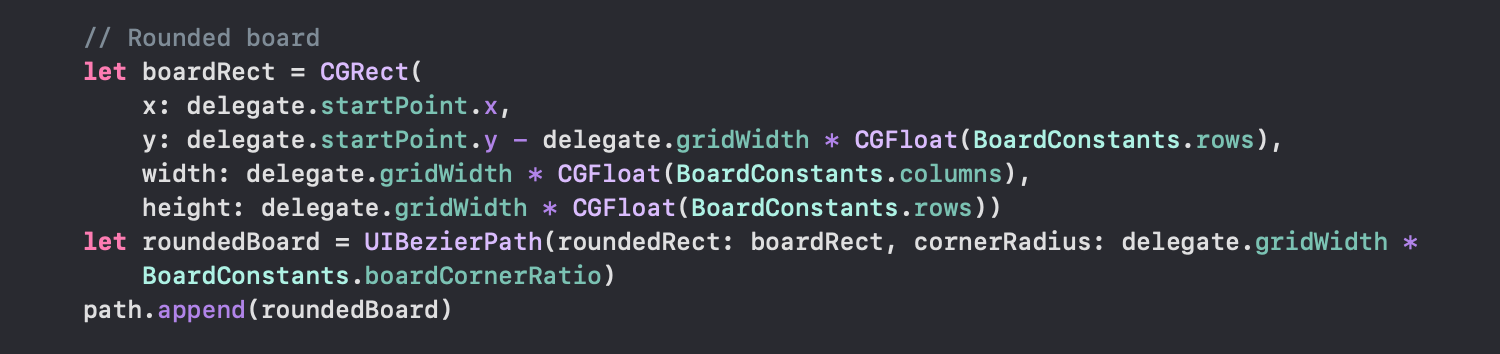 // Rounded board
let boardRect = CGRect(
    x: delegate.startPoint.x,
    y: delegate.startPoint.y - delegate.gridWidth * CGFloat(BoardConstants.rows),
    width: delegate.gridWidth * CGFloat(BoardConstants.columns),
    height: delegate.gridWidth * CGFloat(BoardConstants.rows))
let roundedBoard = UIBezierPath(roundedRect: boardRect, cornerRadius: delegate.gridWidth *
    BoardConstants.boardCornerRatio)
path.append(roundedBoard)